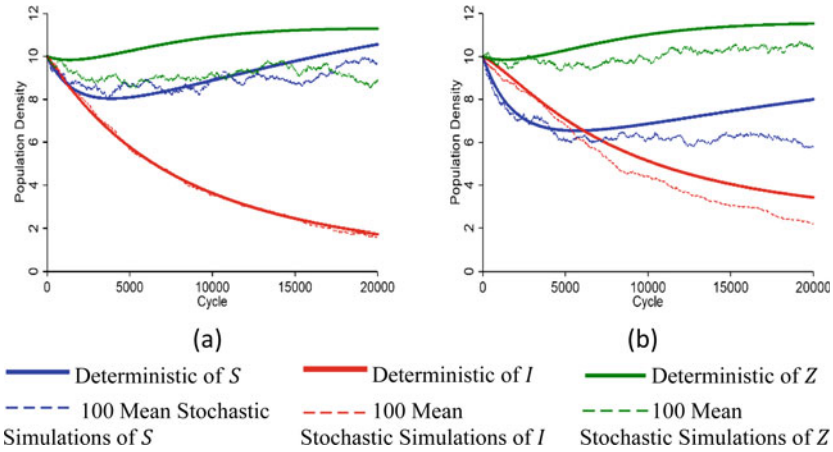 12
10
8
6
4
2
0
Population Density
0 5000 10000 15000 20000
Cycle
(a)
12
10
8
6
4
2
0
Population Density
0 5000 10000 15000 20000
Cycle
(b)
Deterministic of S
Deterministic of I
Deterministic of Z
100 Mean Stochastic
Simulations of S
100 Mean
Stochastic Simulations of I
100 Mean
Stochastic Simulations of Z